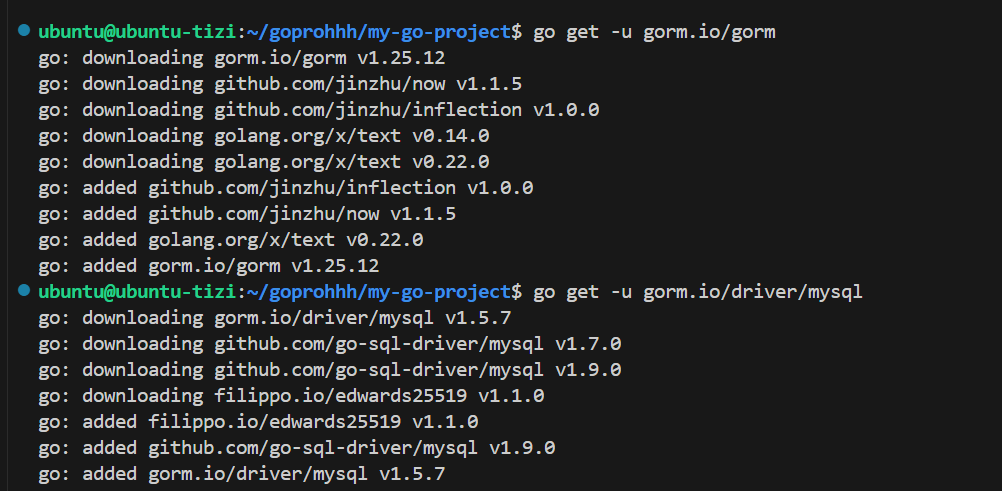 ubuntu@ubuntu-tizi:~/goprohhh/my-go-project$ go get -u gorm.io/gorm
go: downloading gorm.io/gorm v1.25.12
go: downloading github.com/jinzhu/now v1.1.5
go: downloading github.com/jinzhu/inflection v1.0.0
go: downloading golang.org/x/text v0.14.0
go: downloading golang.org/x/text v0.22.0
go: added github.com/jinzhu/inflection v1.0.0
go: added github.com/jinzhu/now v1.1.5
go: added golang.org/x/text v0.22.0
go: added gorm.io/gorm v1.25.12
ubuntu@ubuntu-tizi:~/goprohhh/my-go-project$ go get -u gorm.io/driver/mysql
go: downloading gorm.io/driver/mysql v1.5.7
go: downloading github.com/go-sql-driver/mysql v1.7.0
go: downloading github.com/go-sql-driver/mysql v1.9.0
go: downloading filippo.io/edwards25519 v1.1.0
go: added filippo.io/edwards25519 v1.1.0
go: added github.com/go-sql-driver/mysql v1.9.0
go: added gorm.io/driver/mysql v1.5.7